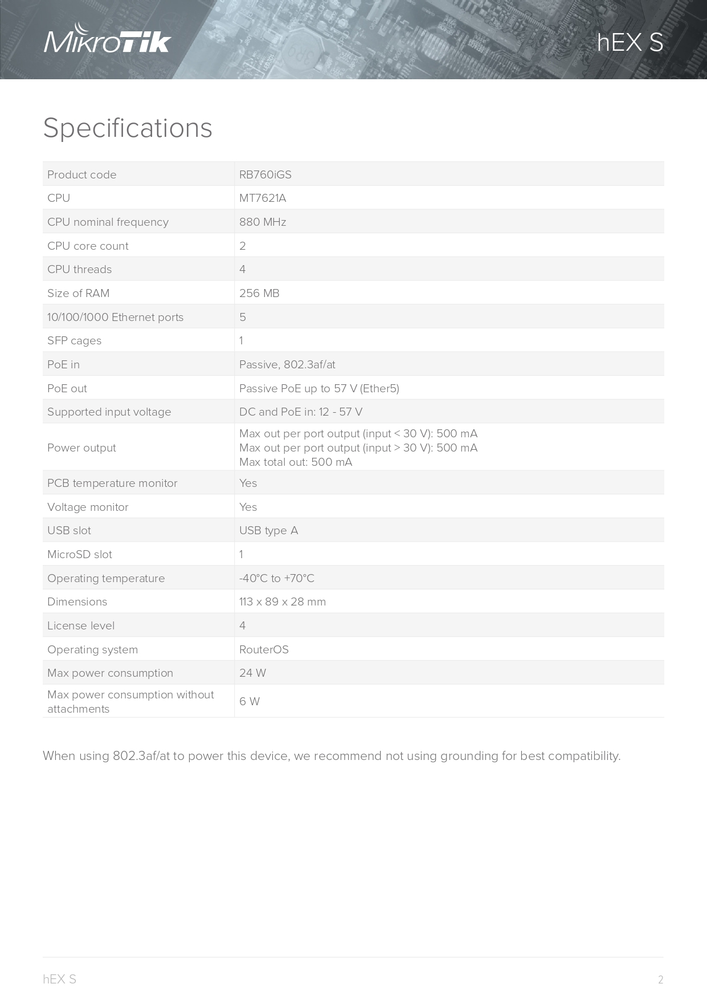 MikroTik
hEX S
Specifications
Product code RB760iGS
CPU MT7621A
CPU nominal frequency 880 MHz
CPU core count 2
CPU threads 4
Size of RAM 256 MB
10/100/1000 Ethernet ports 5
SFP cages 1
PoE in Passive, 802.3af/at
PoE out Passive PoE up to 57 V (Ether5)
Supported input voltage DC and PoE in: 12 - 57 V
Power output
Max out per port output (input < 30 V): 500 mA
Max out per port output (input > 30 V): 500 mA
Max total out: 500 mA
PCB temperature monitor Yes
Voltage monitor Yes
USB slot USB type A
MicroSD slot 1
Operating temperature -40°C to +70°C
Dimensions 113 x 89 x 28 mm
License level 4
Operating system RouterOS
Max power consumption 24 W
Max power consumption without
attachments
6 W
When using 802.3af/at to power this device, we recommend not using grounding for best compatibility.
hEX S
2